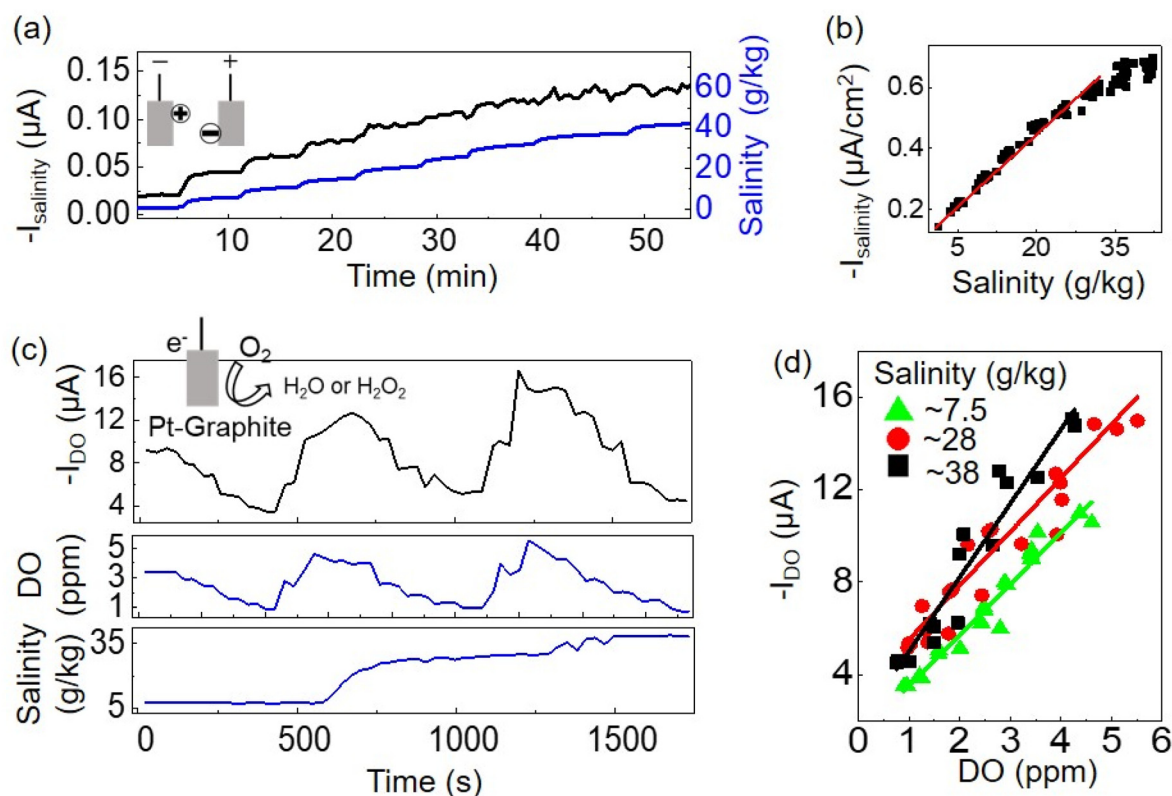 (a)
-I_salinity (µA)
0.15
0.10
0.05
0.00
− +
+
−
60
40
20
0
Salinity (g/kg)
10 20 30 40 50
Time (min)
(b)
-I_salinity (µA/cm²)
0.6
0.4
0.2
5 20 35
Salinity (g/kg)
(c)
e⁻
O₂
H₂O or H₂O₂
Pt-Graphite
-I_DO (µA)
16
12
8
4
DO
(ppm)
5
3
1
Salinity
(g/kg)
35
5
0 500 1000 1500
Time (s)
(d)
Salinity (g/kg)
~7.5
~28
~38
-I_DO (µA)
16
12
8
4
0 1 2 3 4 5 6
DO (ppm)